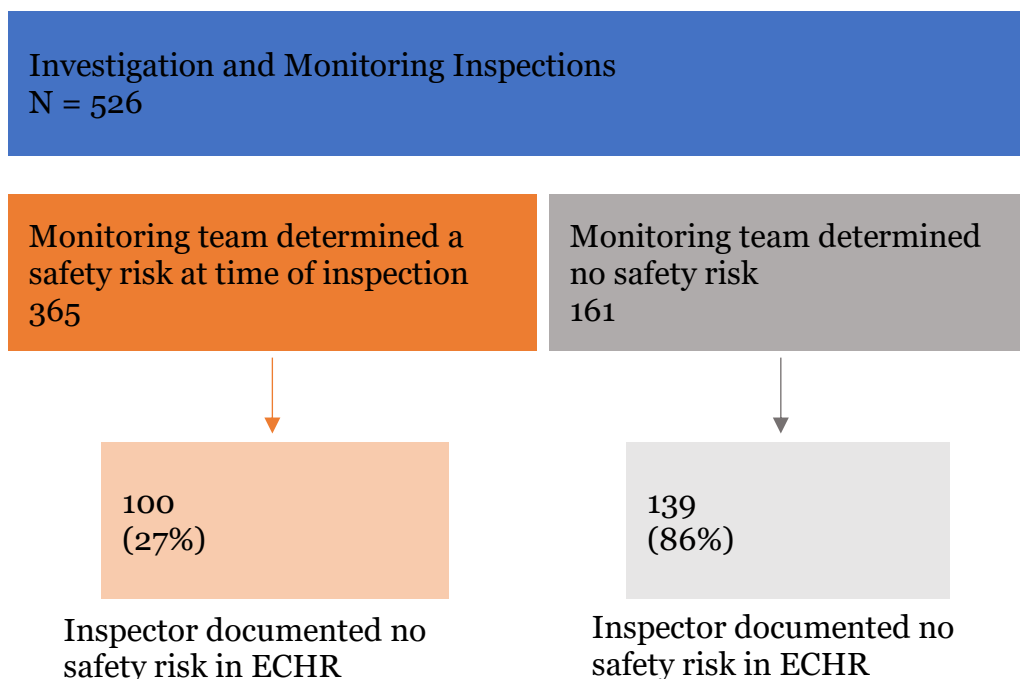 Investigation and Monitoring Inspections
N = 526
Monitoring team determined a
safety risk at time of inspection
365
Monitoring team determined
no safety risk
161
100
(27%)
139
(86%)
Inspector documented no
safety risk in ECHR
Inspector documented no
safety risk in ECHR